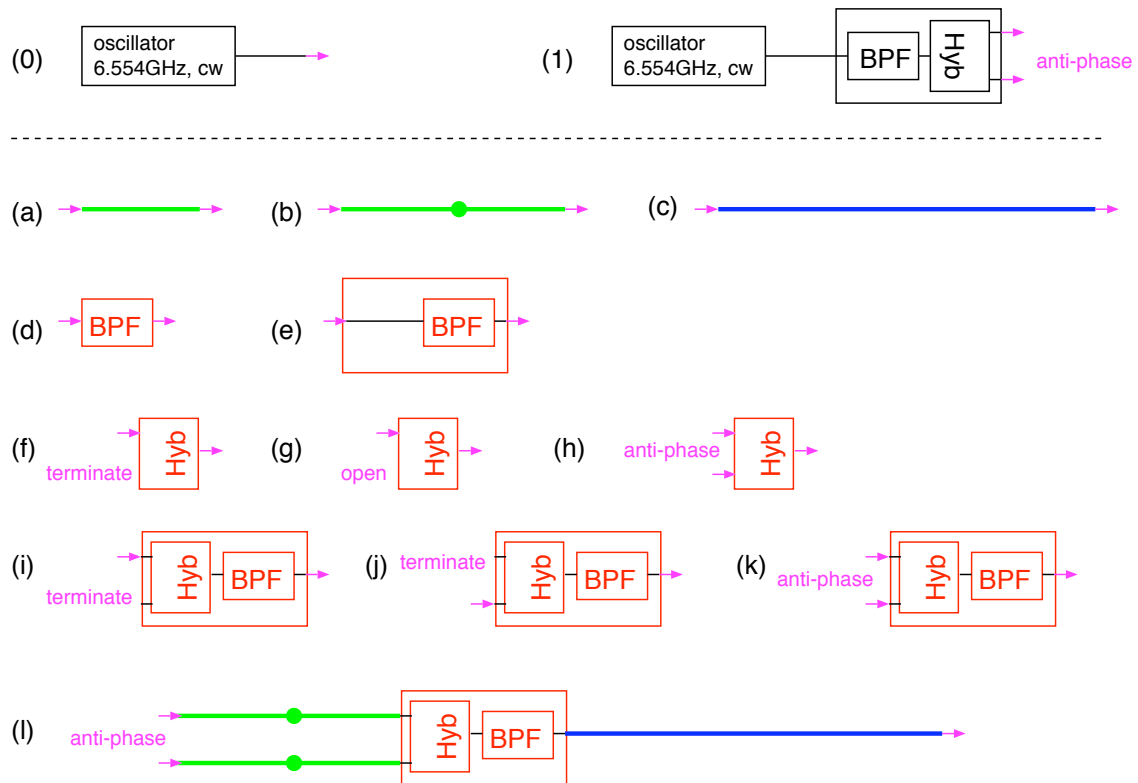 (0)
oscillator
6.554GHz, cw
(1)
oscillator
6.554GHz, cw
BPF
Hyb
anti-phase
(a)
(b)
(c)
(d)
BPF
(e)
BPF
(f)
terminate
Hyb
(g)
open
Hyb
(h)
anti-phase
Hyb
(i)
terminate
Hyb
BPF
(j)
terminate
Hyb
BPF
(k)
anti-phase
Hyb
BPF
(l)
anti-phase
Hyb
BPF